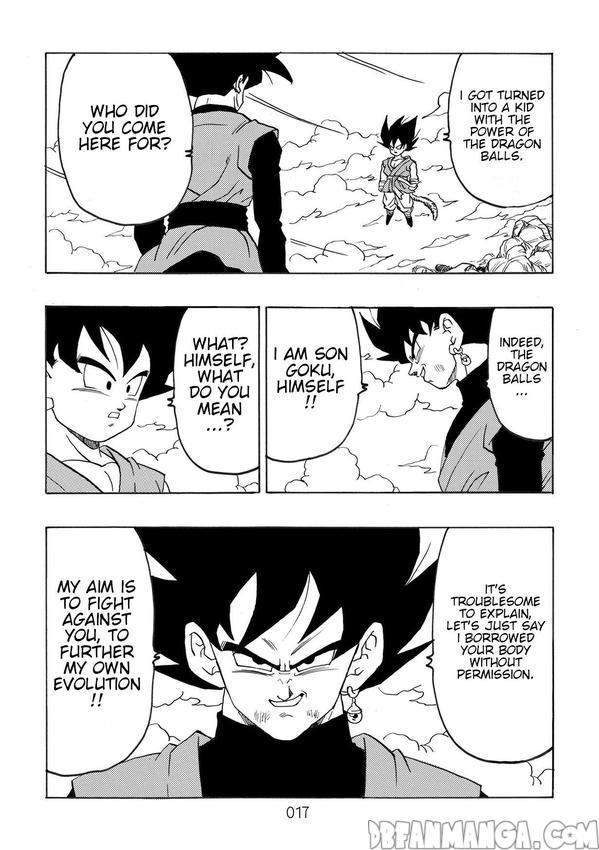 I GOT TURNED
INTO A KID
WITH THE
POWER OF
THE DRAGON
BALLS.
WHO DID
YOU COME
HERE FOR?
INDEED,
THE
DRAGON
BALLS
...
I AM SON
GOKU,
HIMSELF
!!
WHAT?
HIMSELF,
WHAT
DO YOU
MEAN
...?
IT'S
TROUBLESOME
TO EXPLAIN,
LET'S JUST SAY
I BORROWED
YOUR BODY
WITHOUT
PERMISSION.
MY AIM IS
TO FIGHT
AGAINST
YOU, TO
FURTHER
MY OWN
EVOLUTION
!!
017
DBFANMANGA.COM